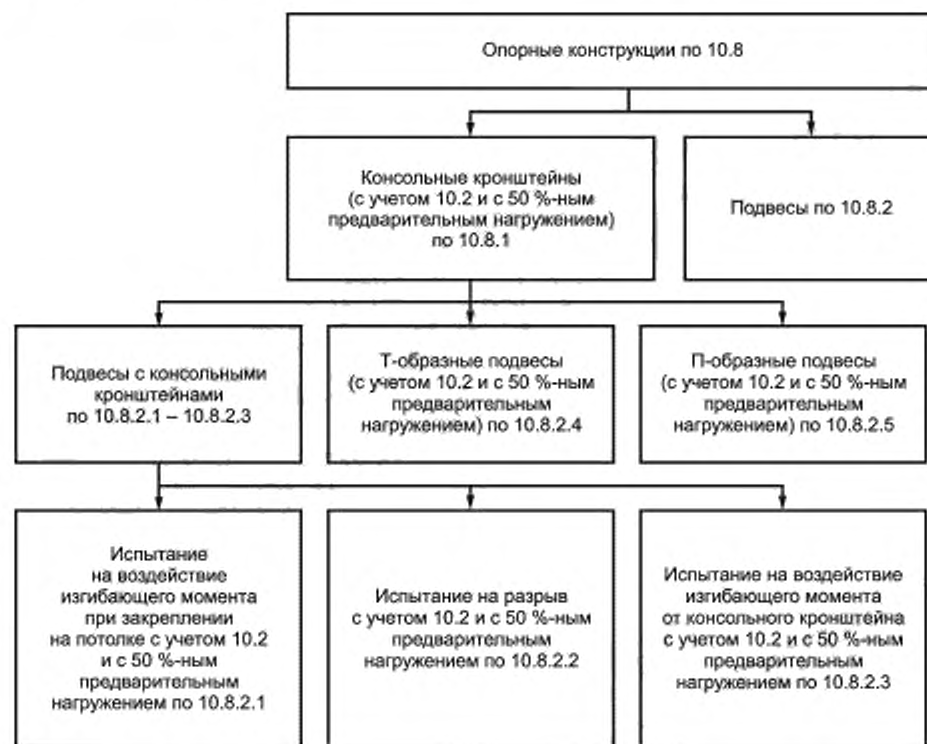 Опорные конструкции по 10.8
Консольные кронштейны
(с учетом 10.2 и с 50 %-ным
предварительным нагружением)
по 10.8.1
Подвесы по 10.8.2
Подвесы с консольными
кронштейнами
по 10.8.2.1 – 10.8.2.3
Т-образные подвесы
(с учетом 10.2 и с 50 %-ным
предварительным
нагружением) по 10.8.2.4
П-образные подвесы
(с учетом 10.2 и с 50 %-ным
предварительным
нагружением) по 10.8.2.5
Испытание
на воздействие
изгибающего момента
при закреплении
на потолке с учетом 10.2
и с 50 %-ным
предварительным
нагружением по 10.8.2.1
Испытание на разрыв
с учетом 10.2 и с 50 %-ным
предварительным
нагружением по 10.8.2.2
Испытание на воздействие
изгибающего момента
от консольного кронштейна
с учетом 10.2 и с 50 %-ным
предварительным
нагружением по 10.8.2.3